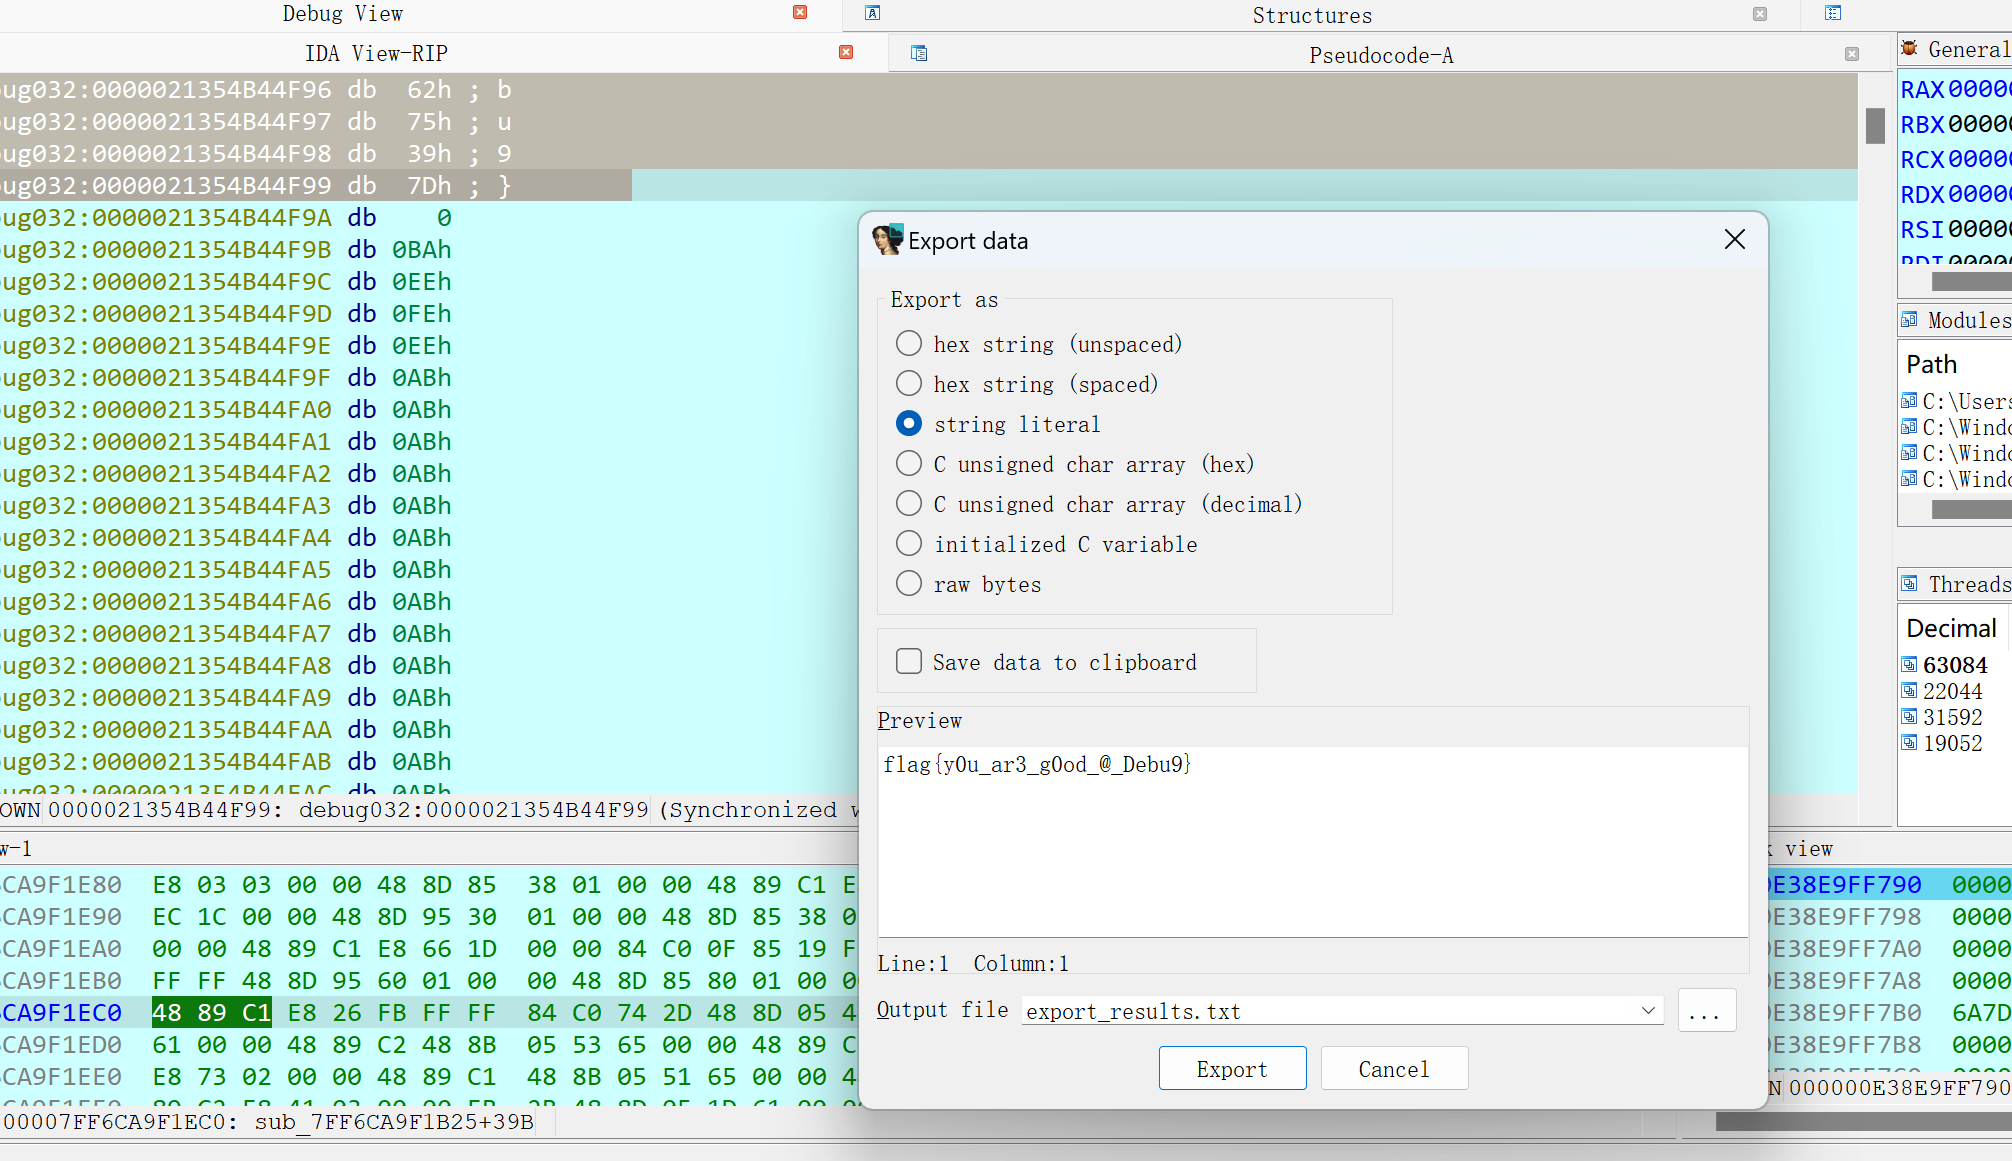 Debug View
Structures
IDA View-RIP
Pseudocode-A
General
ug032:0000021354B44F96 db 62h ; b
ug032:0000021354B44F97 db 75h ; u
ug032:0000021354B44F98 db 39h ; 9
ug032:0000021354B44F99 db 7Dh ; }
ug032:0000021354B44F9A db 0
ug032:0000021354B44F9B db 0BAh
ug032:0000021354B44F9C db 0EEh
ug032:0000021354B44F9D db 0FEh
ug032:0000021354B44F9E db 0EEh
ug032:0000021354B44F9F db 0ABh
ug032:0000021354B44FA0 db 0ABh
ug032:0000021354B44FA1 db 0ABh
ug032:0000021354B44FA2 db 0ABh
ug032:0000021354B44FA3 db 0ABh
ug032:0000021354B44FA4 db 0ABh
ug032:0000021354B44FA5 db 0ABh
ug032:0000021354B44FA6 db 0ABh
ug032:0000021354B44FA7 db 0ABh
ug032:0000021354B44FA8 db 0ABh
ug032:0000021354B44FA9 db 0ABh
ug032:0000021354B44FAA db 0ABh
ug032:0000021354B44FAB db 0ABh
ug032:0000021354B44FAC db 0ABh
OWN 0000021354B44F99: debug032:0000021354B44F99 (Synchronized w
w-1
CA9F1E80 E8 03 03 00 00 48 8D 85 38 01 00 00 48 89 C1 E
CA9F1E90 EC 1C 00 00 48 8D 95 30 01 00 00 48 8D 85 38 0
CA9F1EA0 00 00 48 89 C1 E8 66 1D 00 00 84 C0 0F 85 19 F
CA9F1EB0 FF FF 48 8D 95 60 01 00 00 48 8D 85 80 01 00 0
CA9F1EC0 48 89 C1 E8 26 FB FF FF 84 C0 74 2D 48 8D 05 4
CA9F1ED0 61 00 00 48 89 C2 48 8B 05 53 65 00 00 48 89 C
CA9F1EE0 E8 73 02 00 00 48 89 C1 48 8B 05 51 65 00 00 4
00007FF6CA9F1EC0: sub_7FF6CA9F1B25+39B
Export data
Export as
hex string (unspaced)
hex string (spaced)
string literal
C unsigned char array (hex)
C unsigned char array (decimal)
initialized C variable
raw bytes
Save data to clipboard
Preview
flag{y0u_ar3_g0od_@_Debu9}
Line:1 Column:1
Output file export_results.txt ...
Export Cancel
RAX 0000
RBX 0000
RCX 0000
RDX 0000
RSI 0000
RDI 0000
Modules
Path
C:\Users
C:\Windo
C:\Windo
C:\Windo
Threads
Decimal
63084
22044
31592
19052
k view
E38E9FF790 0000
E38E9FF798 0000
E38E9FF7A0 0000
E38E9FF7A8 0000
E38E9FF7B0 6A7D
E38E9FF7B8 0000
N 000000E38E9FF790